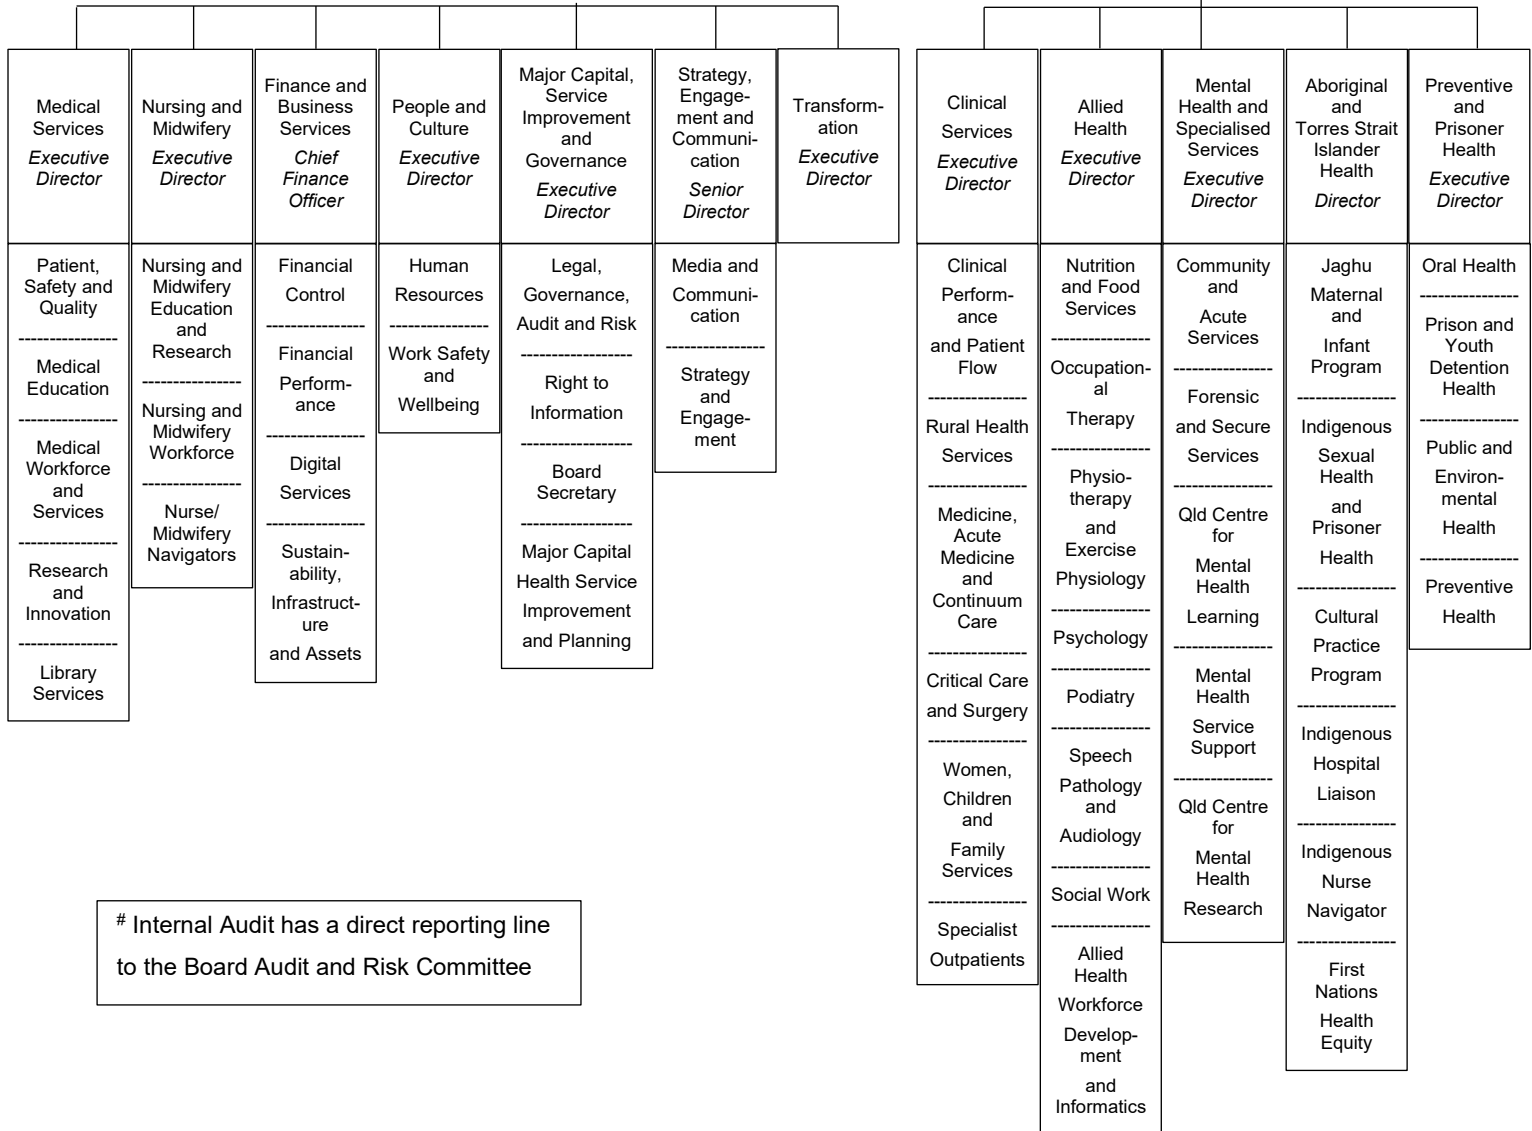 Medical
Services
Executive
Director
Nursing and
Midwifery
Executive
Director
Finance and
Business
Services
Chief
Finance
Officer
People and
Culture
Executive
Director
Major Capital,
Service
Improvement
and
Governance
Executive
Director
Strategy,
Engage-
ment and
Communi-
cation
Senior
Director
Transform-
ation
Executive
Director
Clinical
Services
Executive
Director
Allied
Health
Executive
Director
Mental
Health and
Specialised
Services
Executive
Director
Aboriginal
and
Torres Strait
Islander
Health
Director
Preventive
and
Prisoner
Health
Executive
Director
Patient,
Safety and
Quality
----------------
Medical
Education
----------------
Medical
Workforce
and
Services
----------------
Research
and
Innovation
----------------
Library
Services
Nursing and
Midwifery
Education
and
Research
----------------
Nursing and
Midwifery
Workforce
----------------
Nurse/
Midwifery
Navigators
Financial
Control
----------------
Financial
Perform-
ance
----------------
Digital
Services
----------------
Sustain-
ability,
Infrastruct-
ure
and Assets
Human
Resources
----------------
Work Safety
and
Wellbeing
Legal,
Governance,
Audit and Risk
------------------
Right to
Information
------------------
Board
Secretary
------------------
Major Capital
Health Service
Improvement
and Planning
Media and
Communi-
cation
----------------
Strategy
and
Engage-
ment
Clinical
Perform-
ance
and Patient
Flow
----------------
Rural Health
Services
----------------
Medicine,
Acute
Medicine
and
Continuum
Care
----------------
Critical Care
and Surgery
----------------
Women,
Children
and
Family
Services
----------------
Specialist
Outpatients
Nutrition
and Food
Services
----------------
Occupation-
al
Therapy
----------------
Physio-
therapy
and
Exercise
Physiology
----------------
Psychology
----------------
Podiatry
----------------
Speech
Pathology
and
Audiology
----------------
Social Work
----------------
Allied
Health
Workforce
Develop-
ment
and
Informatics
Community
and
Acute
Services
----------------
Forensic
and Secure
Services
----------------
Qld Centre
for
Mental
Health
Learning
----------------
Mental
Health
Service
Support
----------------
Qld Centre
for
Mental
Health
Research
Jaghu
Maternal
and
Infant
Program
----------------
Indigenous
Sexual
Health
and
Prisoner
Health
----------------
Cultural
Practice
Program
----------------
Indigenous
Hospital
Liaison
----------------
Indigenous
Nurse
Navigator
----------------
First
Nations
Health
Equity
Oral Health
----------------
Prison and
Youth
Detention
Health
----------------
Public and
Environ-
mental
Health
----------------
Preventive
Health
# Internal Audit has a direct reporting line
to the Board Audit and Risk Committee